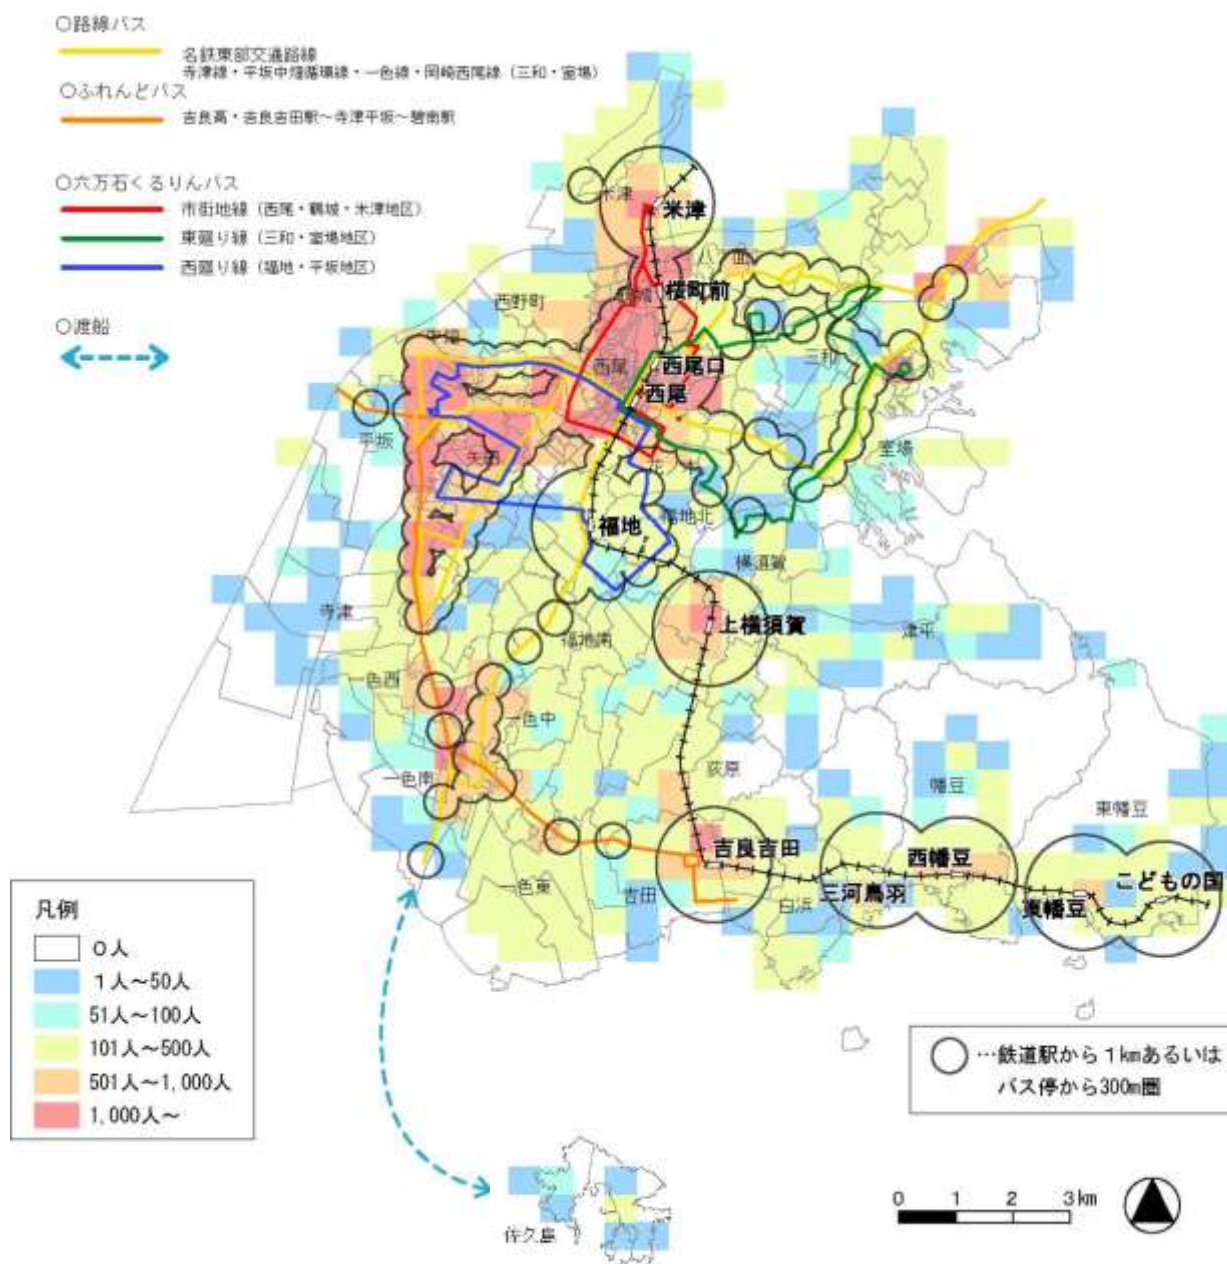 ○路線バス
名鉄東部交通路線
寺津線・平坂中畑循環線・一色線・岡崎西尾線（三和・室場）
○ふれんどバス
吉良高・吉良吉田駅～寺津平坂～碧南駅
○六万石くるりんバス
市街地線（西尾・鶴城・米津地区）
東廻り線（三和・室場地区）
西廻り線（福地・平坂地区）
○渡船
米津
米津
桜町前
西野町
中畑
西尾
西尾口
西尾
三和
平坂
矢田
室場
福地
福地北
横須賀
寺津
上横須賀
津平
福地南
一色西
一色中
荻原
一色南
幡豆
東幡豆
吉良吉田
西幡豆
こどもの国
一色東
吉田
白浜
三河鳥羽
東幡豆
凡例
０人
１人～50人
51人～100人
101人～500人
501人～1,000人
1,000人～
…鉄道駅から１kmあるいは
バス停から300m圏
佐久島
0 1 2 3km